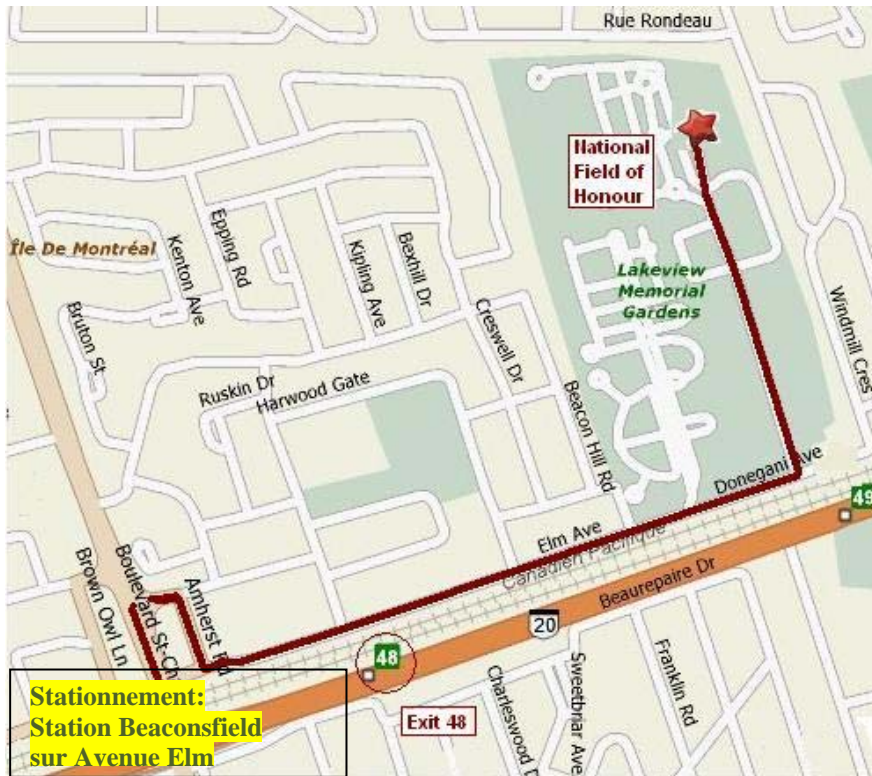 Rue Rondeau
National
Field of
Honour
Île De Montréal
Epping Rd
Kenton Ave
Kipling Ave
Bexhill Dr
Lakeview
Memorial
Gardens
Bruton St
Creswell Dr
Windmill Cres
Ruskin Dr
Harwood Gate
Beacon Hill Rd
Donegani Ave
49
Elm Ave
Canadien Pacifique
Beaurepaire Dr
Brown Owl Ln
Boulevard St-Ch
Amherst Rd
20
48
Franklin Rd
Sweetbriar Ave
Charleswood D
Exit 48
Stationnement:
Station Beaconsfield
sur Avenue Elm